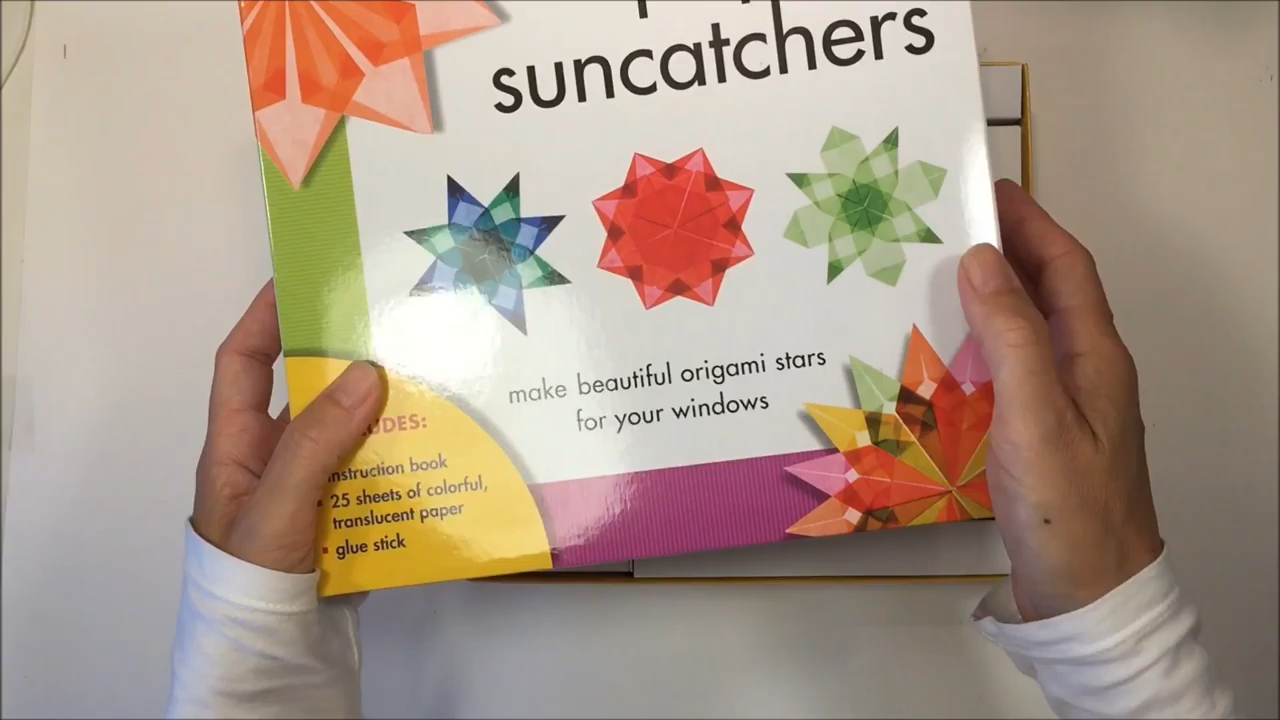 suncatchers
make beautiful origami stars
for your windows
instruction book
25 sheets of colorful,
translucent paper
glue stick